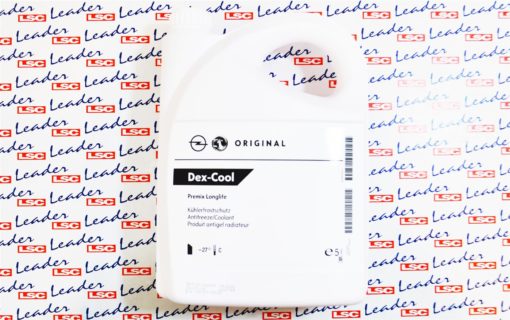 ORIGINAL
Dex-Cool
Premix Longlife
Kühlerfrostschutz
Antifreeze/Coolant
Produit antigel radiateur
-27° C
℮ 5
Leader
LSC